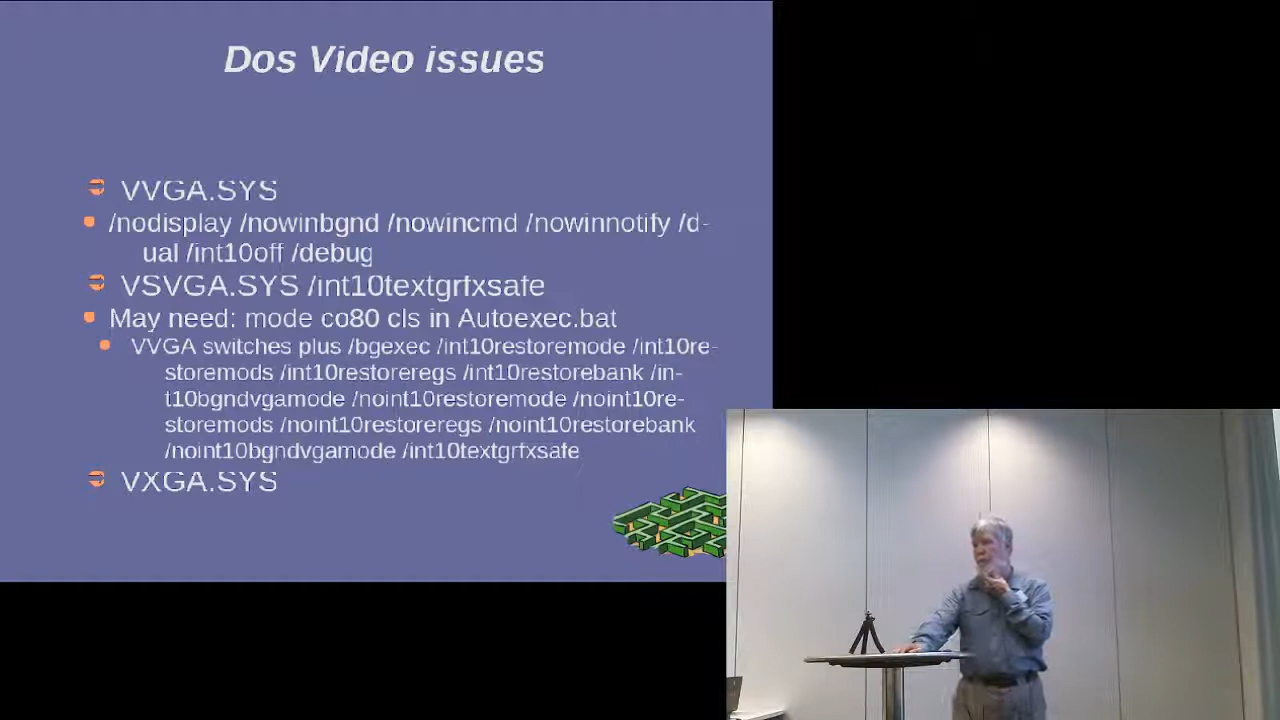 Dos Video issues
VVGA.SYS
/nodisplay /nowinbgnd /nowincmd /nowinnotify /d-
ual /int10off /debug
VSVGA.SYS /int10textgrfxsafe
May need: mode co80 cls in Autoexec.bat
VVGA switches plus /bgexec /int10restoremode /int10re-
storemods /int10restoreregs /int10restorebank /in-
t10bgndvgamode /noint10restoremode /noint10re-
storemods /noint10restoreregs /noint10restorebank
/noint10bgndvgamode /int10textgrfxsafe
VXGA.SYS